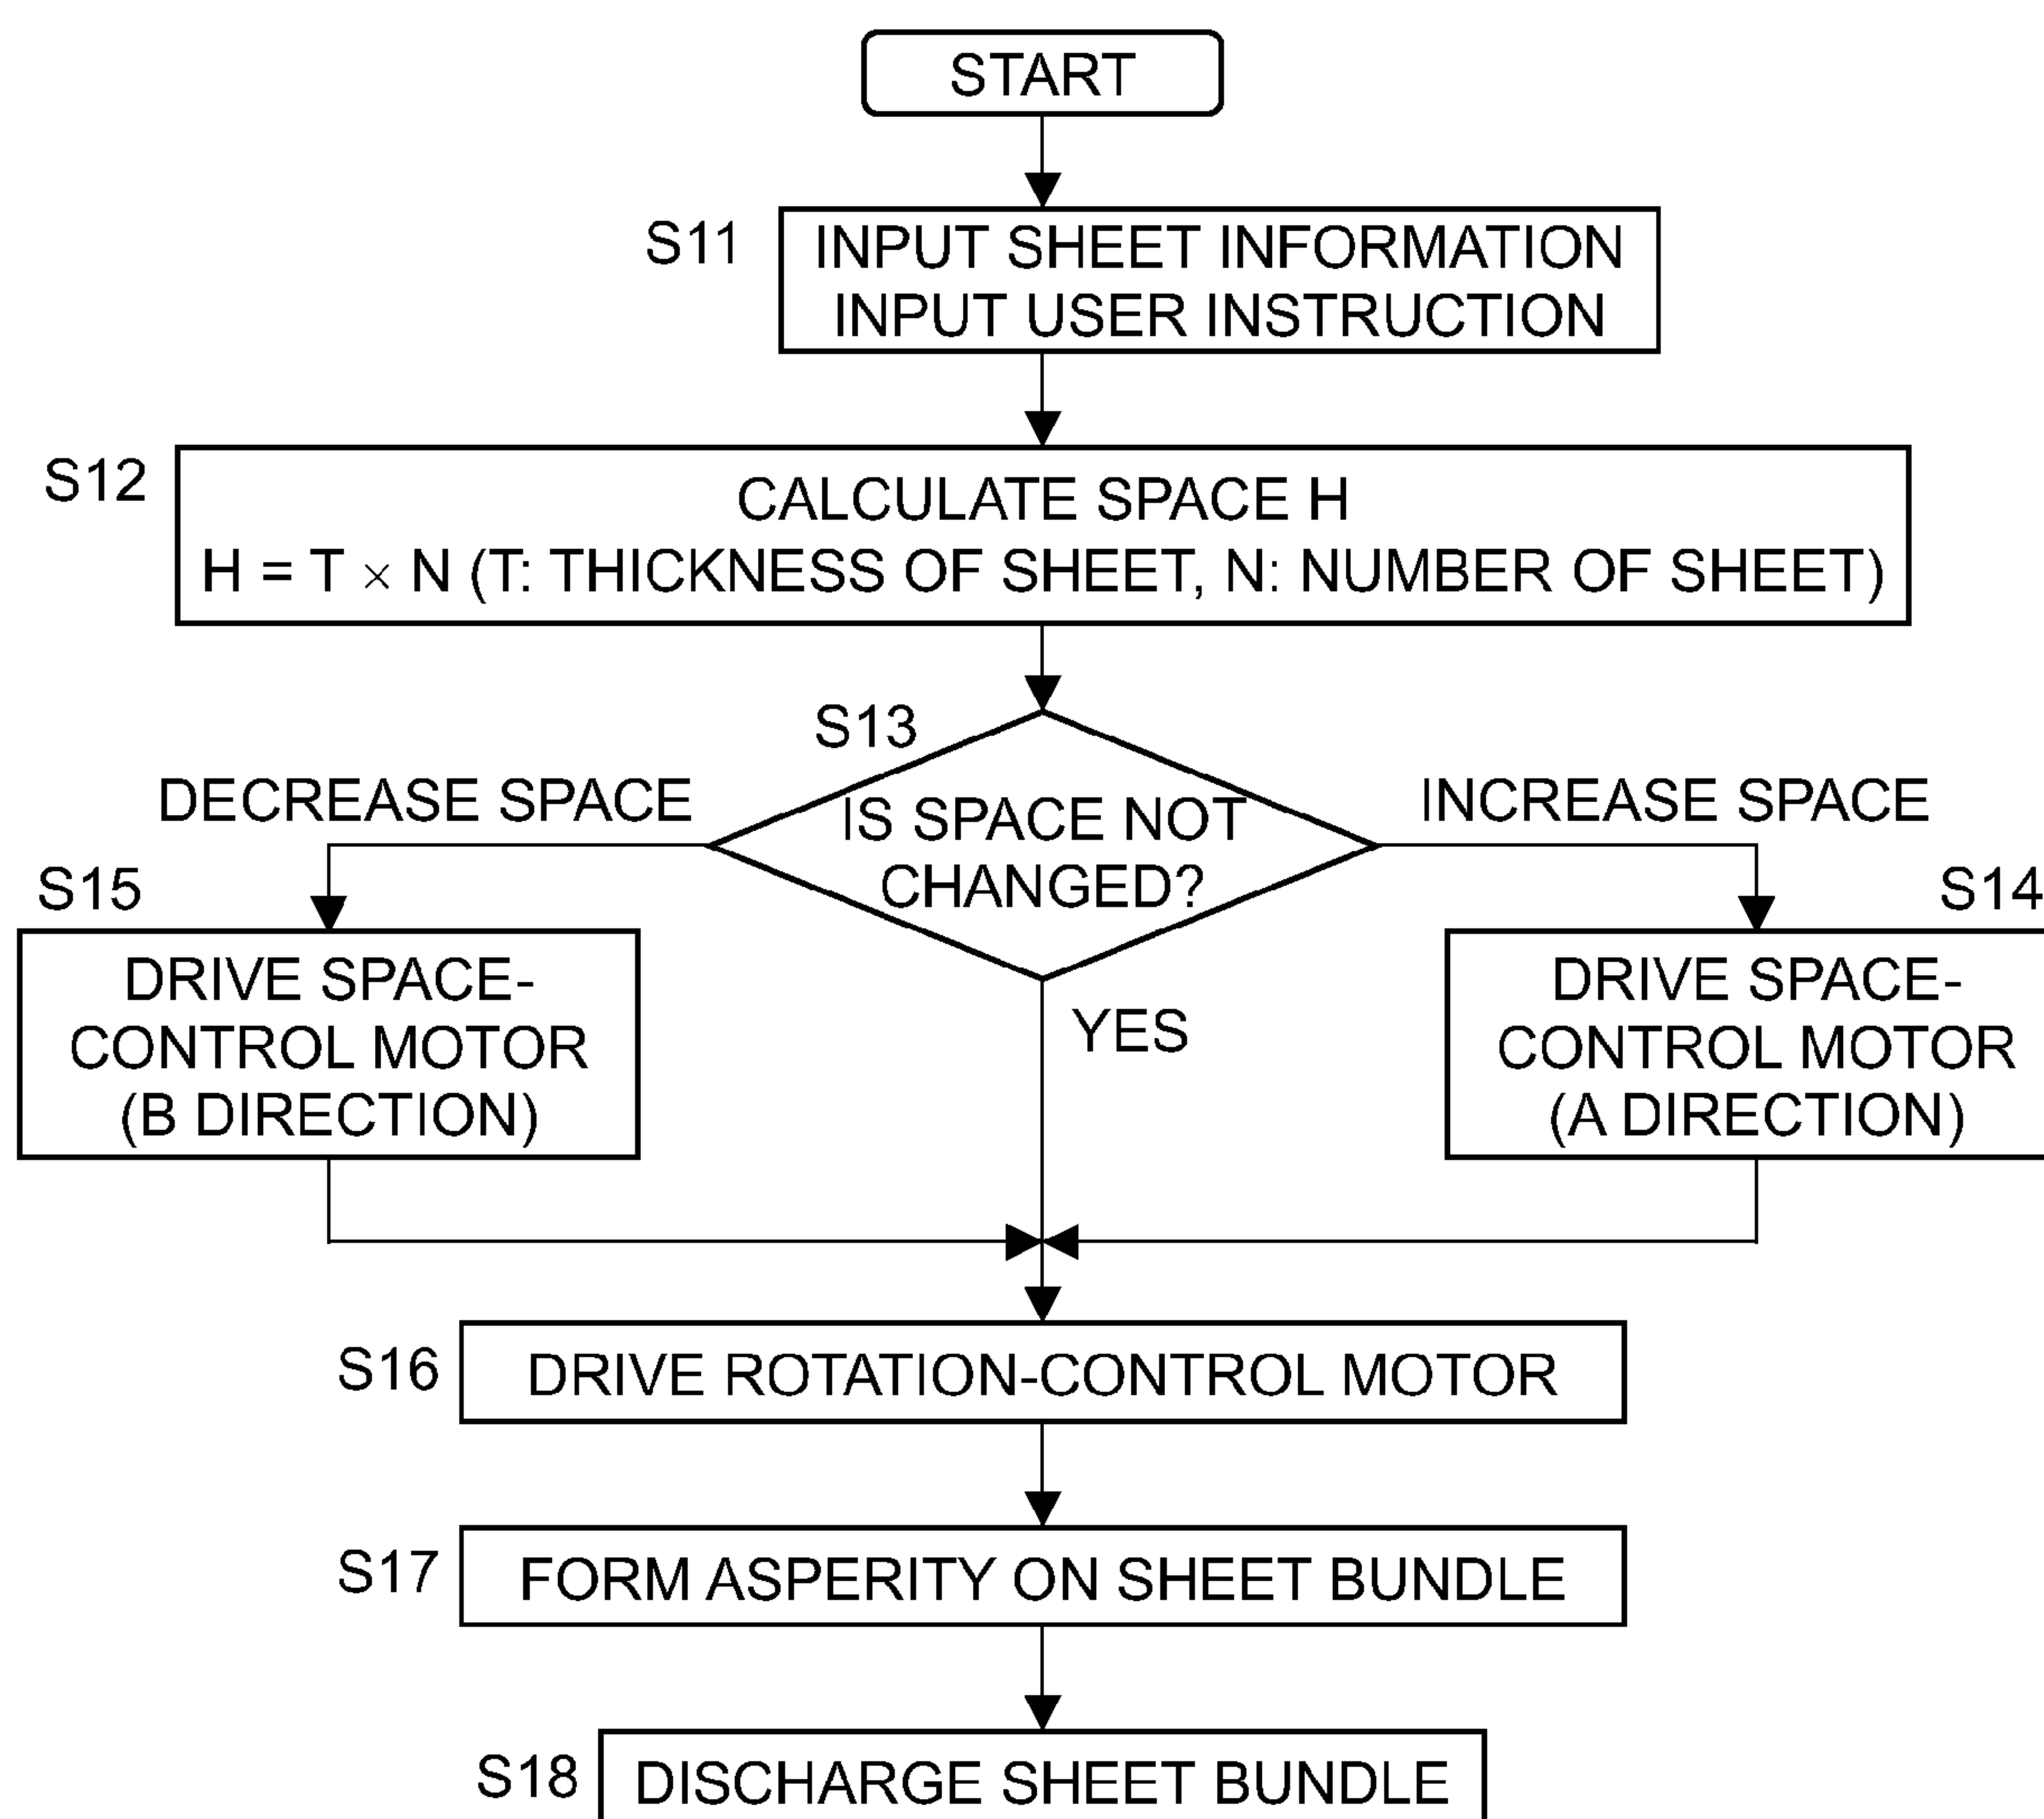 START
S11
INPUT SHEET INFORMATION
INPUT USER INSTRUCTION
S12
CALCULATE SPACE H
H = T × N (T: THICKNESS OF SHEET, N: NUMBER OF SHEET)
S13
IS SPACE NOT
CHANGED?
DECREASE SPACE
INCREASE SPACE
YES
S15
DRIVE SPACE-
CONTROL MOTOR
(B DIRECTION)
S14
DRIVE SPACE-
CONTROL MOTOR
(A DIRECTION)
S16
DRIVE ROTATION-CONTROL MOTOR
S17
FORM ASPERITY ON SHEET BUNDLE
S18
DISCHARGE SHEET BUNDLE